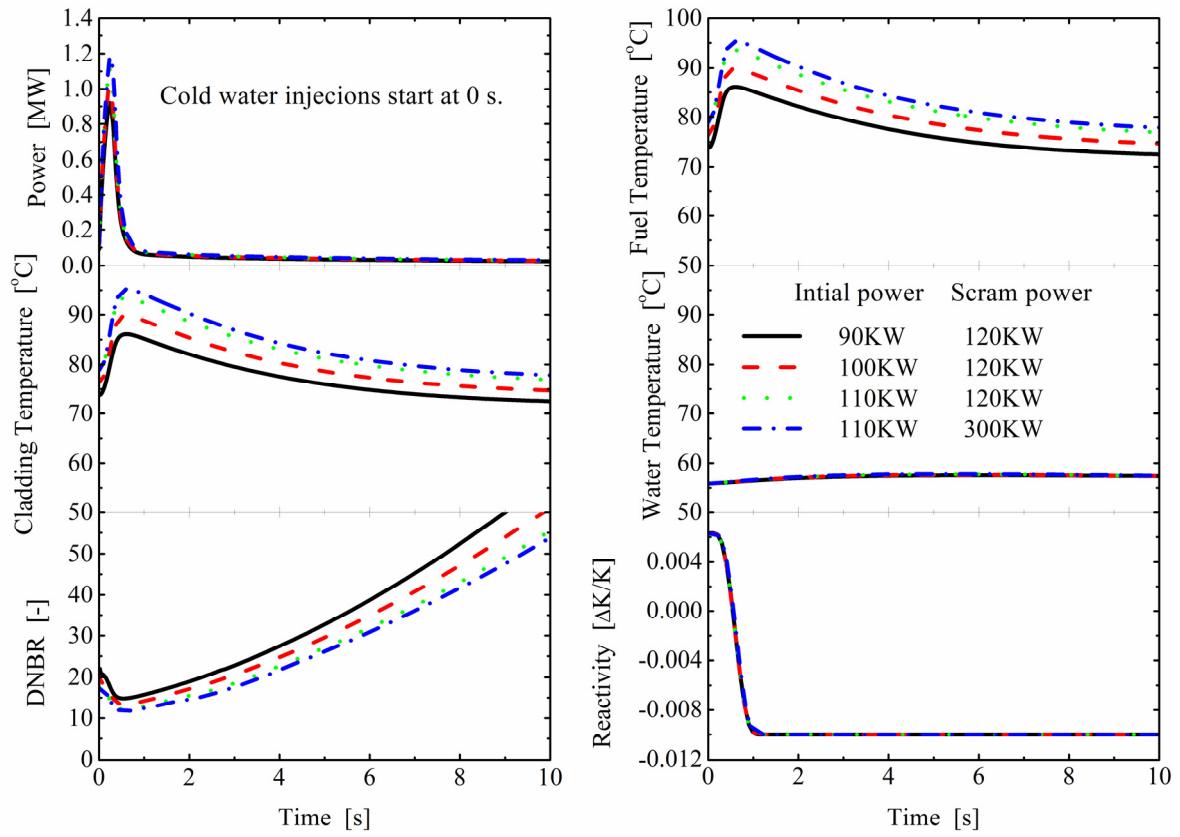 Power [MW]
1.4
1.2
1.0
0.8
0.6
0.4
0.2
0.0
Cold water injecions start at 0 s.
Fuel Temperature [°C]
100
90
80
70
60
50
Cladding Temperature [°C]
90
80
70
60
50
Water Temperature [°C]
90
80
70
60
50
Intial power Scram power
90KW 120KW
100KW 120KW
110KW 120KW
110KW 300KW
DNBR [-]
40
30
20
10
0
0 2 4 6 8 10
Time [s]
Reactivity [ΔK/K]
0.004
0.000
-0.004
-0.008
-0.012
0 2 4 6 8 10
Time [s]